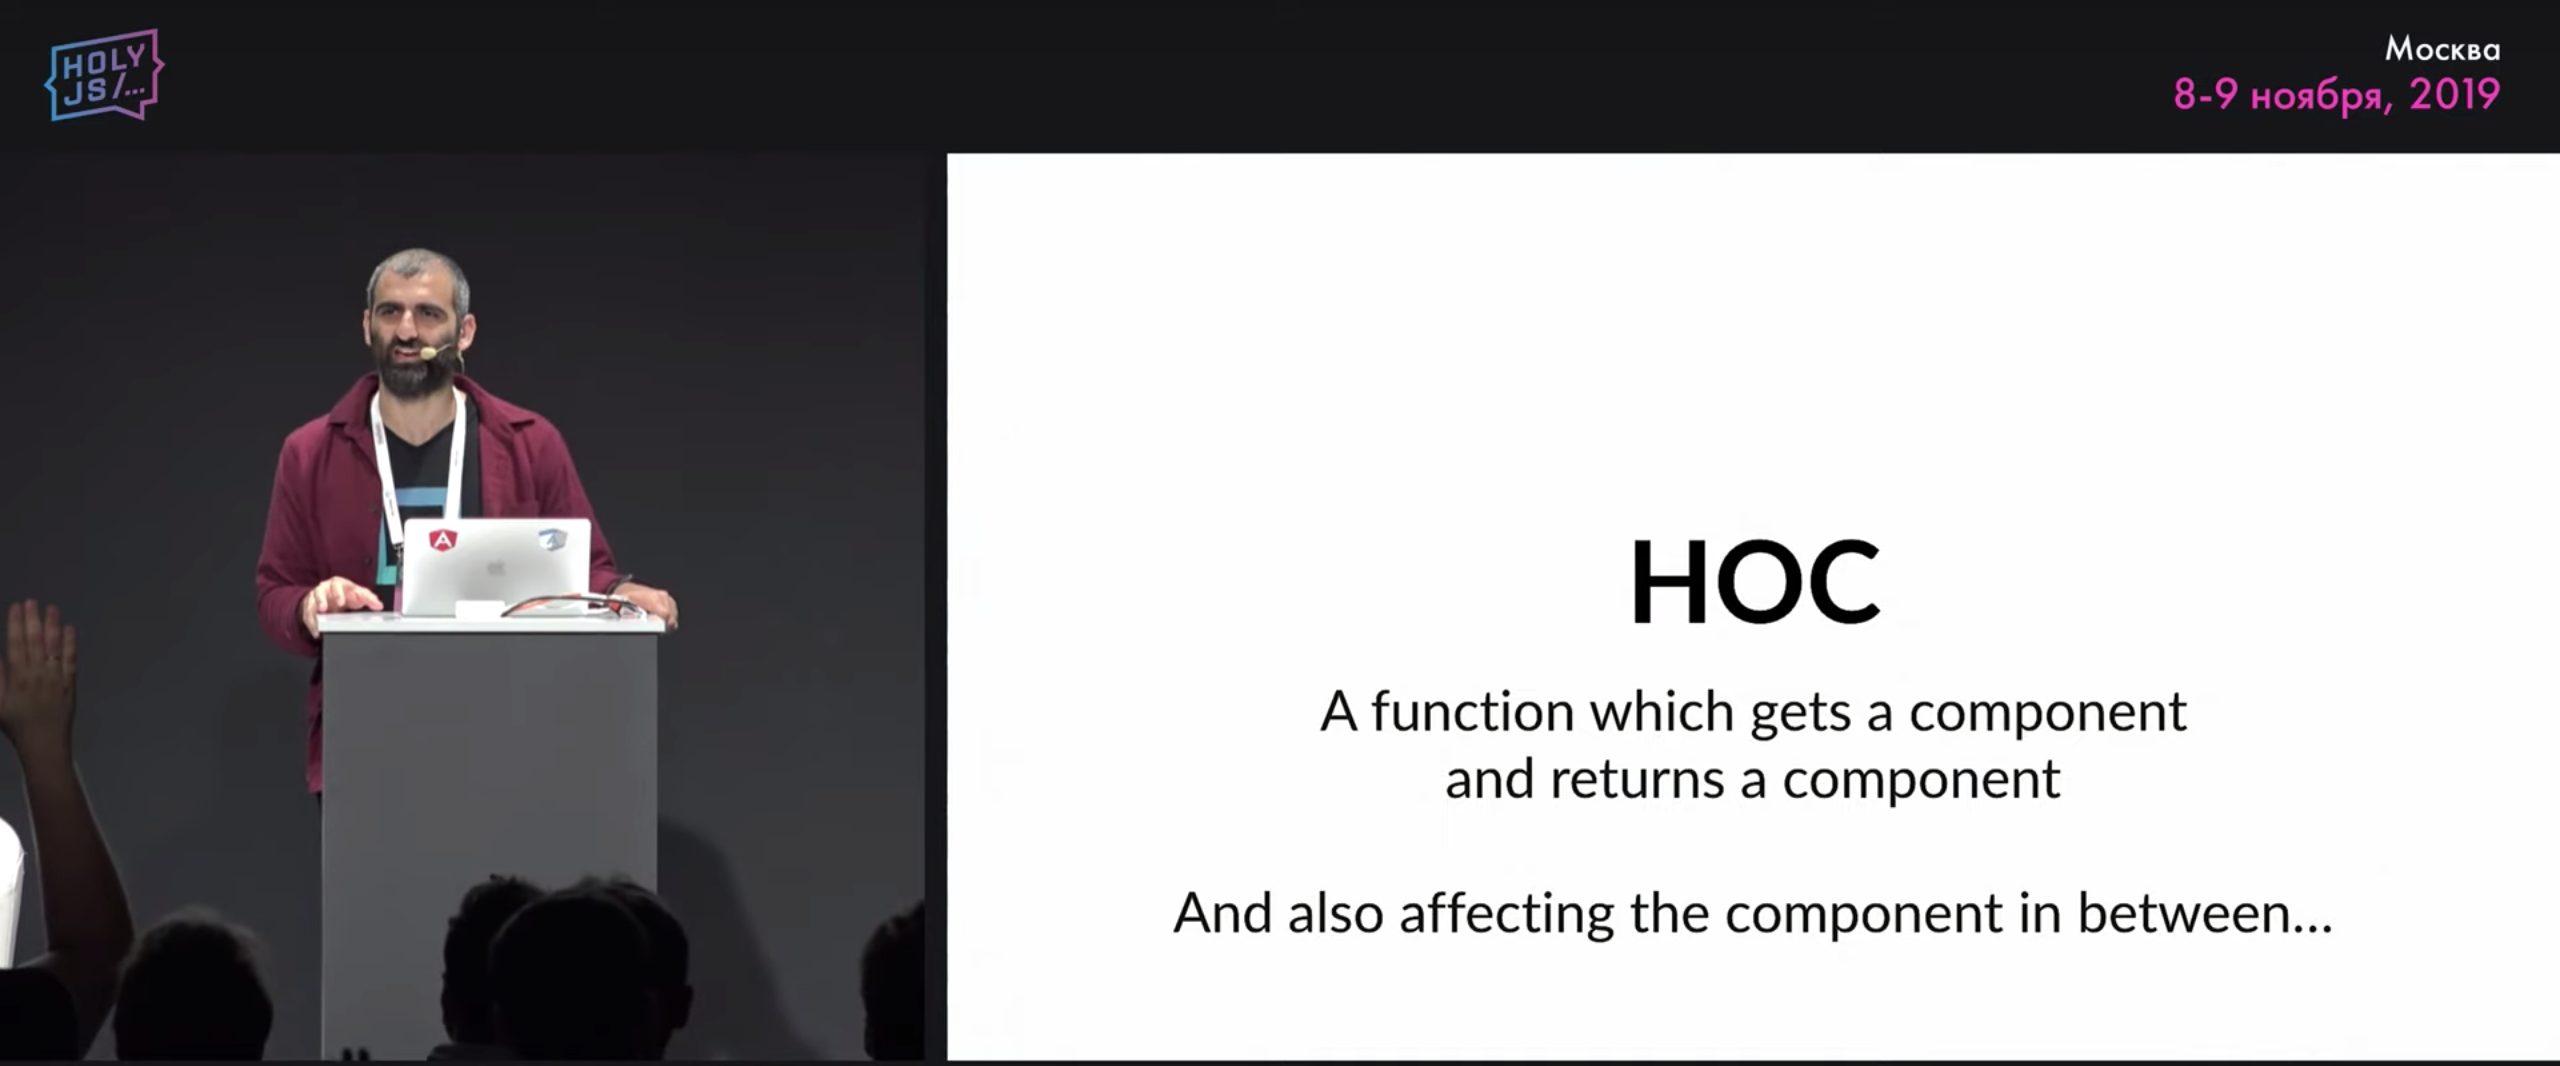 HOLY
JS/...
Москва
8-9 ноября, 2019
A
HOC
A function which gets a component
and returns a component
And also affecting the component in between...